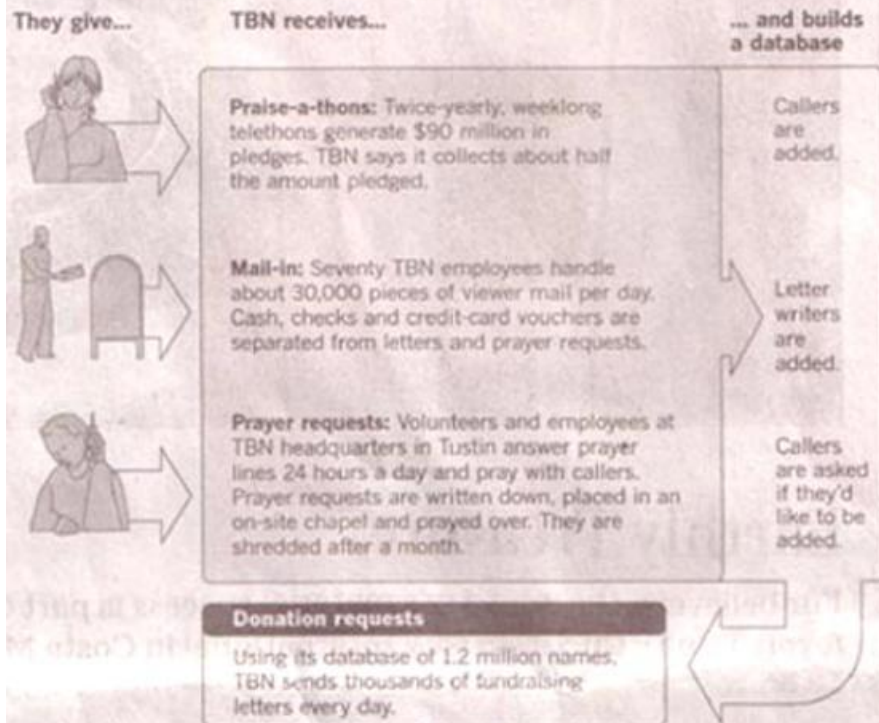 They give...
TBN receives...
... and builds
a database
Praise-a-thons: Twice-yearly, weeklong
telethons generate $90 million in
pledges. TBN says it collects about half
the amount pledged.
Callers
are
added.
Mail-in: Seventy TBN employees handle
about 30,000 pieces of viewer mail per day.
Cash, checks and credit-card vouchers are
separated from letters and prayer requests.
Letter
writers
are
added.
Prayer requests: Volunteers and employees at
TBN headquarters in Tustin answer prayer
lines 24 hours a day and pray with callers.
Prayer requests are written down, placed in an
on-site chapel and prayed over. They are
shredded after a month.
Callers
are asked
if they'd
like to be
added.
Donation requests
Using its database of 1.2 million names,
TBN sends thousands of fundraising
letters every day.